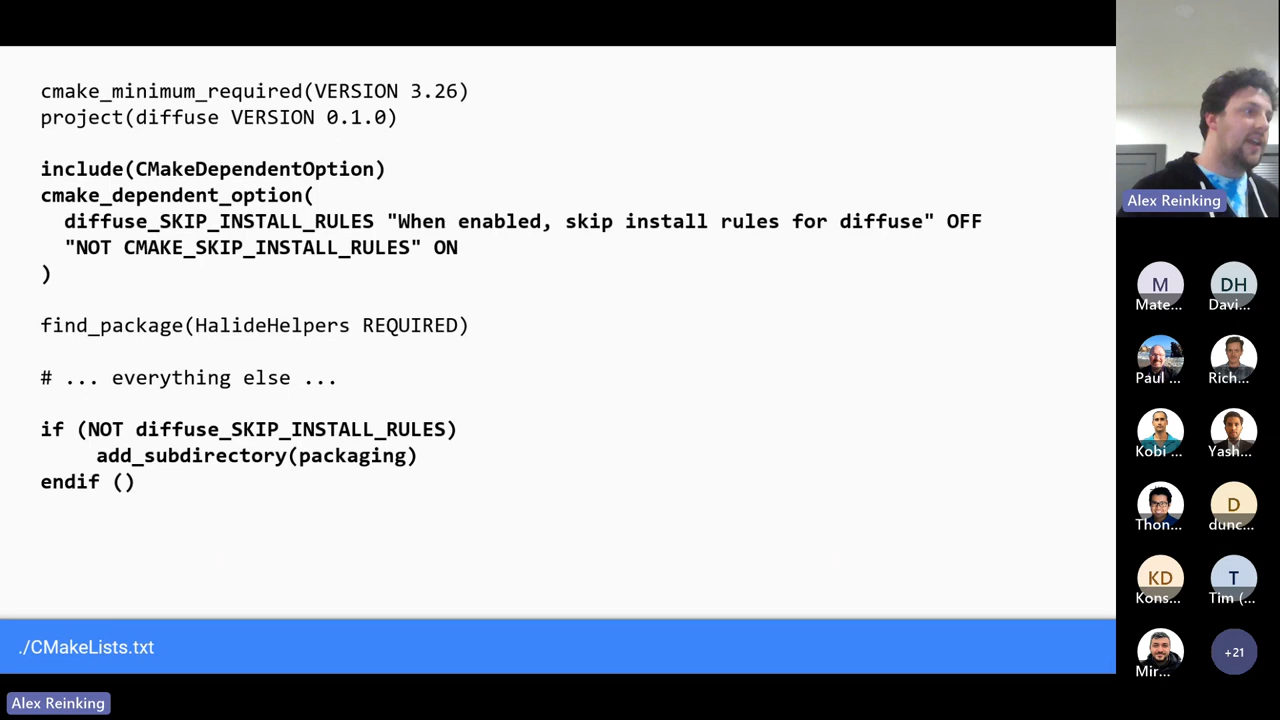 cmake_minimum_required(VERSION 3.26)
project(diffuse VERSION 0.1.0)
include(CMakeDependentOption)
cmake_dependent_option(
diffuse_SKIP_INSTALL_RULES "When enabled, skip install rules for diffuse" OFF
"NOT CMAKE_SKIP_INSTALL_RULES" ON
)
find_package(HalideHelpers REQUIRED)
# ... everything else ...
if (NOT diffuse_SKIP_INSTALL_RULES)
add_subdirectory(packaging)
endif ()
./CMakeLists.txt
Alex Reinking
Alex Reinking
M
Mate...
DH
Davi...
Paul ...
Rich...
Kobi ...
Yash...
Thon...
D
dunc...
KD
Kons...
T
Tim (...
Mir...
+21